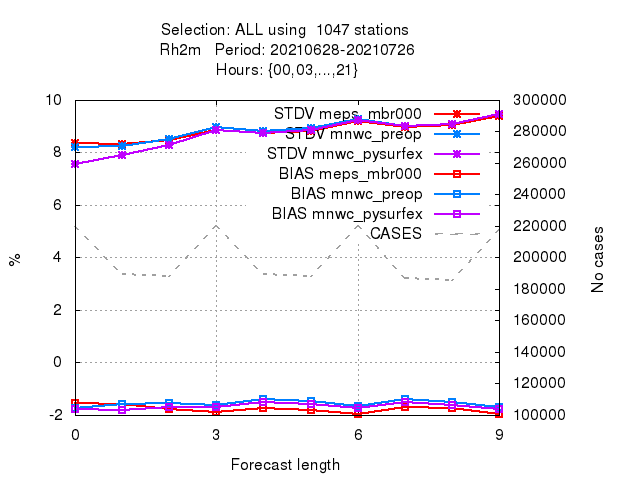 Selection: ALL using  1047 stations
Rh2m   Period: 20210628-20210726
Hours: {00,03,...,21}
10
8
6
4
2
0
-2
%
STDV meps_mbr000
STDV mnwc_preop
STDV mnwc_pysurfex
BIAS meps_mbr000
BIAS mnwc_preop
BIAS mnwc_pysurfex
CASES
300000
280000
260000
240000
220000
200000
180000
160000
140000
120000
100000
No cases
0
3
6
9
Forecast length